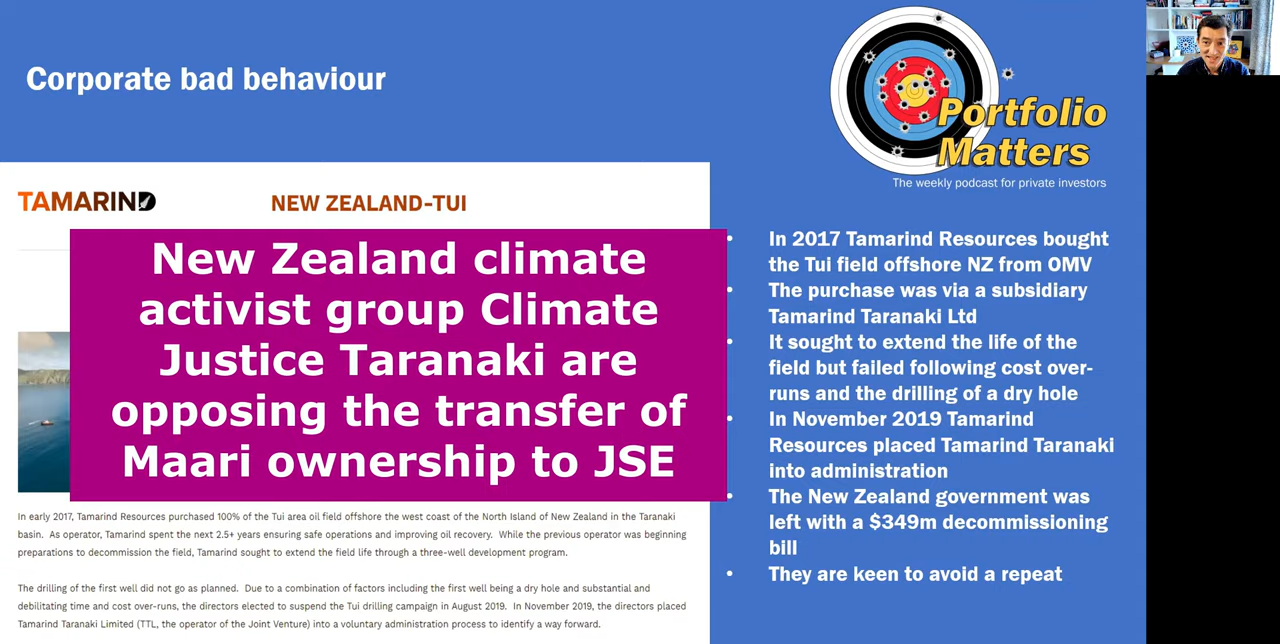 Corporate bad behaviour
Portfolio
Matters
The weekly podcast for private investors
TAMARIND
NEW ZEALAND-TUI
New Zealand climate
activist group Climate
Justice Taranaki are
opposing the transfer of
Maari ownership to JSE
In early 2017, Tamarind Resources purchased 100% of the Tui area oil field offshore the west coast of the North Island of New Zealand in the Taranaki
basin. As operator, Tamarind spent the next 2.5+ years ensuring safe operations and improving oil recovery. While the previous operator was beginning
preparations to decommission the field, Tamarind sought to extend the field life through a three-well development program.
The drilling of the first well did not go as planned. Due to a combination of factors including the first well being a dry hole and substantial and
debilitating time and cost over-runs, the directors elected to suspend the Tui drilling campaign in August 2019. In November 2019, the directors placed
Tamarind Taranaki Limited (TTL, the operator of the Joint Venture) into a voluntary administration process to identify a way forward.
• In 2017 Tamarind Resources bought
the Tui field offshore NZ from OMV
• The purchase was via a subsidiary
Tamarind Taranaki Ltd
• It sought to extend the life of the
field but failed following cost over-
runs and the drilling of a dry hole
• In November 2019 Tamarind
Resources placed Tamarind Taranaki
into administration
• The New Zealand government was
left with a $349m decommissioning
bill
• They are keen to avoid a repeat